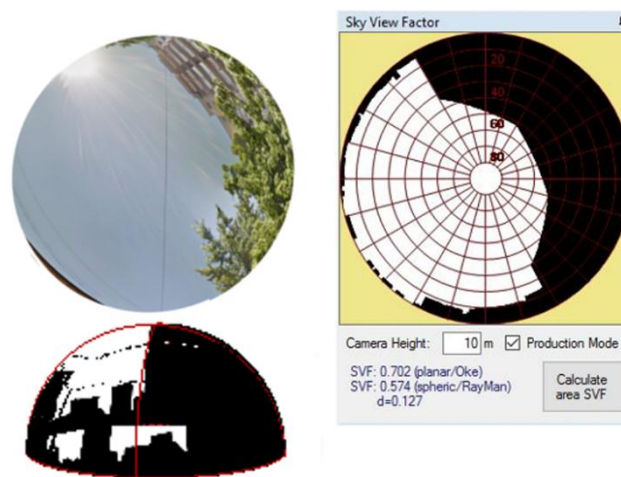 Sky View Factor
20
40
60
80
Camera Height: 10 m Production Mode
SVF: 0.702 (planar/Oke)
SVF: 0.574 (spheric/RayMan)
d=0.127
Calculate
area SVF